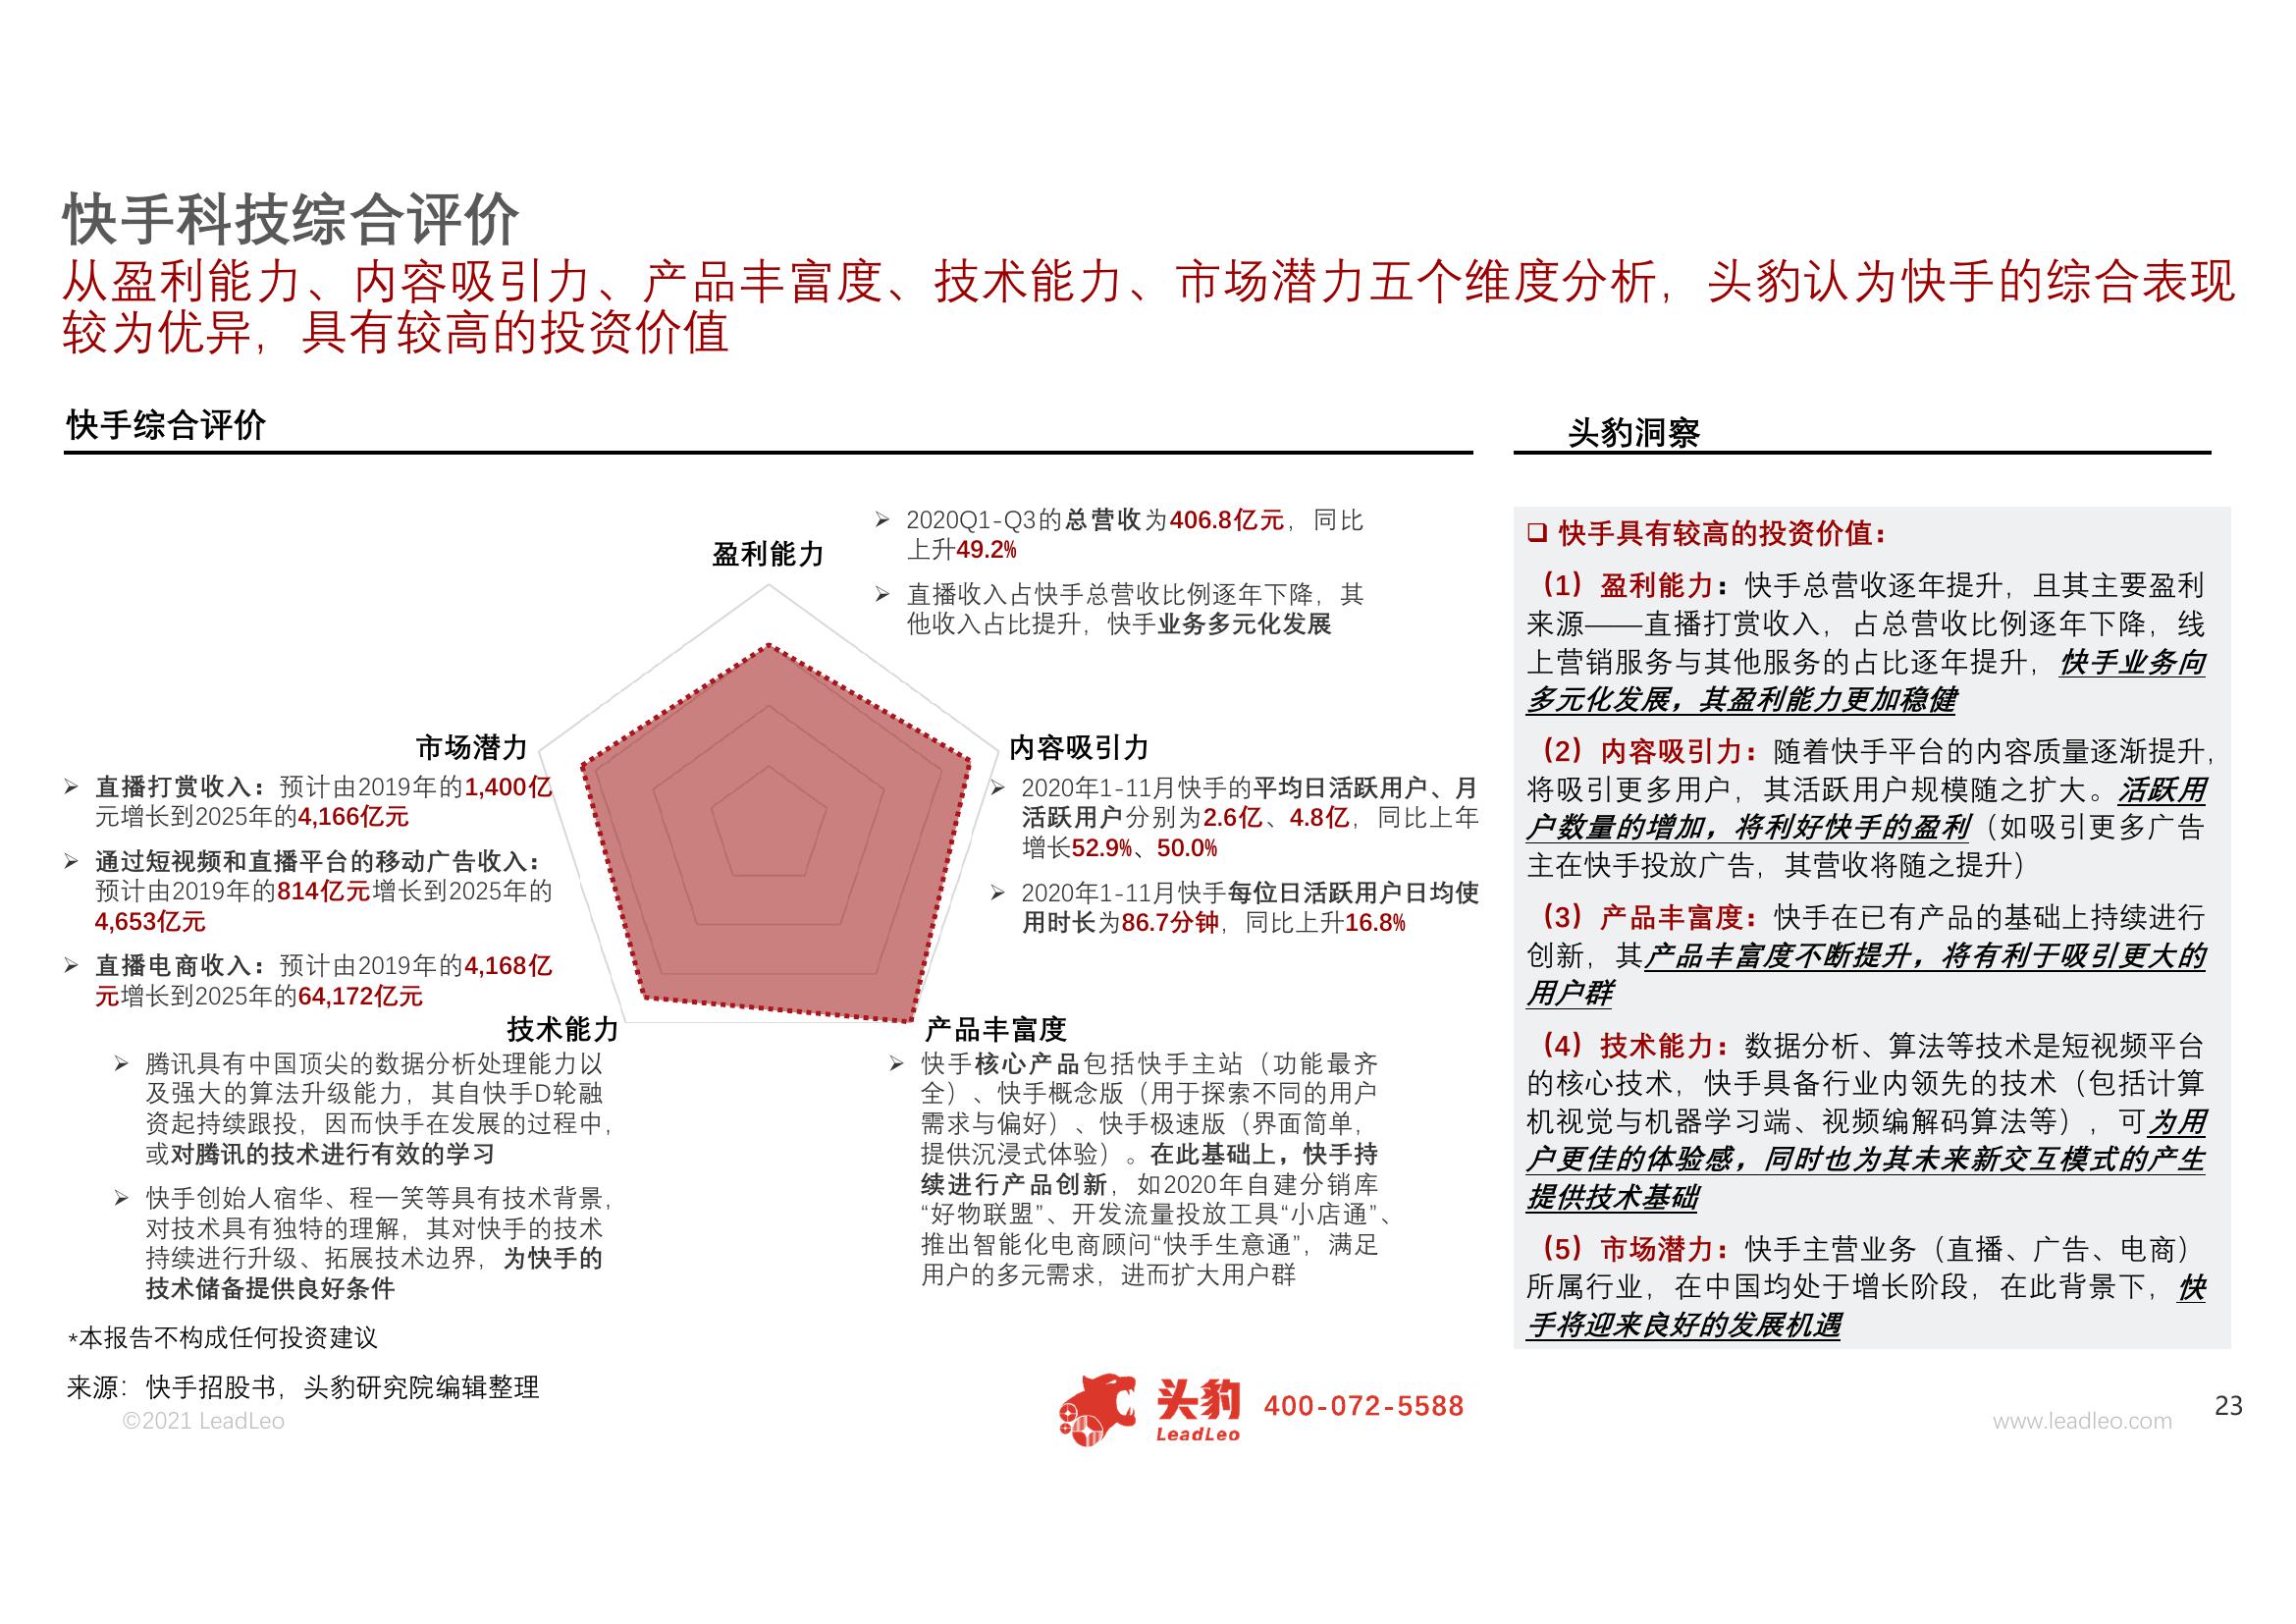 快手科技综合评价
从盈利能力、内容吸引力、产品丰富度、技术能力、市场潜力五个维度分析，头豹认为快手的综合表现
较为优异，具有较高的投资价值
快手综合评价
盈利能力
➢ 2020Q1-Q3的总营收为406.8亿元，同比
上升49.2%
➢ 直播收入占快手总营收比例逐年下降，其
他收入占比提升，快手业务多元化发展
市场潜力
➢ 直播打赏收入：预计由2019年的1,400亿
元增长到2025年的4,166亿元
➢ 通过短视频和直播平台的移动广告收入：
预计由2019年的814亿元增长到2025年的
4,653亿元
➢ 直播电商收入：预计由2019年的4,168亿
元增长到2025年的64,172亿元
内容吸引力
➢ 2020年1-11月快手的平均日活跃用户、月
活跃用户分别为2.6亿、4.8亿，同比上年
增长52.9%、50.0%
➢ 2020年1-11月快手每位日活跃用户日均使
用时长为86.7分钟，同比上升16.8%
技术能力
➢ 腾讯具有中国顶尖的数据分析处理能力以
及强大的算法升级能力，其自快手D轮融
资起持续跟投，因而快手在发展的过程中，
或对腾讯的技术进行有效的学习
➢ 快手创始人宿华、程一笑等具有技术背景，
对技术具有独特的理解，其对快手的技术
持续进行升级、拓展技术边界，为快手的
技术储备提供良好条件
产品丰富度
➢ 快手核心产品包括快手主站（功能最齐
全）、快手概念版（用于探索不同的用户
需求与偏好）、快手极速版（界面简单，
提供沉浸式体验）。在此基础上，快手持
续进行产品创新，如2020年自建分销库
“好物联盟”、开发流量投放工具“小店通”、
推出智能化电商顾问“快手生意通”，满足
用户的多元需求，进而扩大用户群
头豹洞察
❑ 快手具有较高的投资价值：
（1）盈利能力：快手总营收逐年提升，且其主要盈利
来源——直播打赏收入，占总营收比例逐年下降，线
上营销服务与其他服务的占比逐年提升，快手业务向
多元化发展，其盈利能力更加稳健
（2）内容吸引力：随着快手平台的内容质量逐渐提升，
将吸引更多用户，其活跃用户规模随之扩大。活跃用
户数量的增加，将利好快手的盈利（如吸引更多广告
主在快手投放广告，其营收将随之提升）
（3）产品丰富度：快手在已有产品的基础上持续进行
创新，其产品丰富度不断提升，将有利于吸引更大的
用户群
（4）技术能力：数据分析、算法等技术是短视频平台
的核心技术，快手具备行业内领先的技术（包括计算
机视觉与机器学习端、视频编解码算法等），可为用
户更佳的体验感，同时也为其未来新交互模式的产生
提供技术基础
（5）市场潜力：快手主营业务（直播、广告、电商）
所属行业，在中国均处于增长阶段，在此背景下，快
手将迎来良好的发展机遇
*本报告不构成任何投资建议
来源：快手招股书，头豹研究院编辑整理
©2021 LeadLeo
头豹
LeadLeo
400-072-5588
www.leadleo.com
23